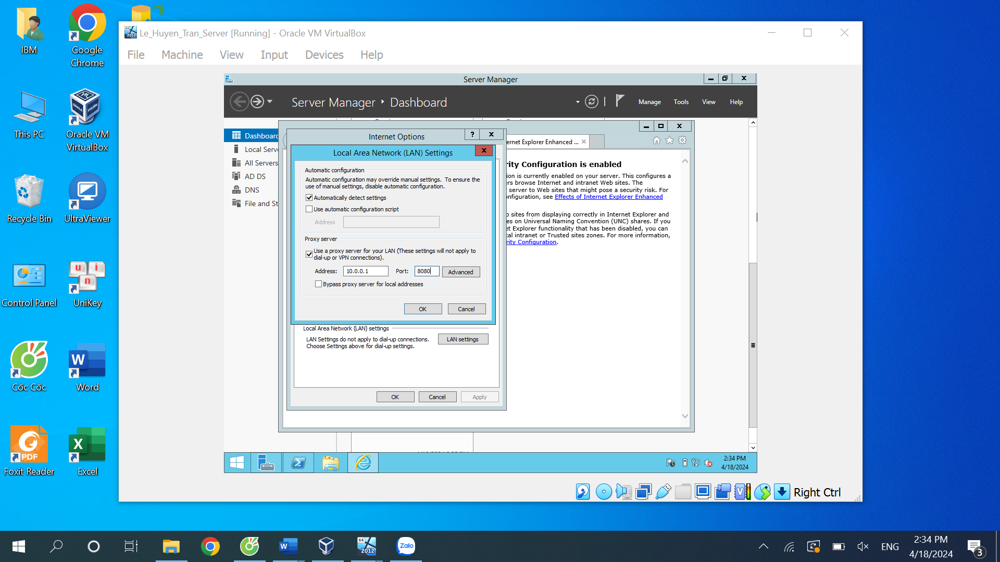 IBM
Google
Chrome
This PC
Oracle VM
VirtualBox
Recycle Bin
UltraViewer
Control Panel
UniKey
Cốc Cốc
Word
Foxit Reader
Excel
Le_Huyen_Tran_Server [Running] - Oracle VM VirtualBox
File Machine View Input Devices Help
Server Manager
Server Manager Dashboard
Manage Tools View Help
Dashboard
Local Serve
All Servers
AD DS
DNS
File and St
Internet Options
?
Local Area Network (LAN) Settings
Automatic configuration
Automatic configuration may override manual settings. To ensure the
use of manual settings, disable automatic configuration.
Automatically detect settings
Use automatic configuration script
Address
Proxy server
Use a proxy server for your LAN (These settings will not apply to
dial-up or VPN connections).
Address: 10.0.0.1 Port: 8080 Advanced
Bypass proxy server for local addresses
OK Cancel
Local Area Network (LAN) settings
LAN Settings do not apply to dial-up connections.
Choose Settings above for dial-up settings.
LAN settings
OK Cancel Apply
ernet Explorer Enhanced ...
rity Configuration is enabled
ion is currently enabled on your server. This configures a
rs browse Internet and intranet Web sites. The
server to Web sites that might pose a security risk. For
nfiguration, see Effects of Internet Explorer Enhanced
b sites from displaying correctly in Internet Explorer and
es on Universal Naming Convention (UNC) shares. If you
et Explorer functionality that has been disabled, you can
al intranet or Trusted sites zones. For more information,
rity Configuration.
2:34 PM
4/18/2024
Right Ctrl
64
2012
Zalo
ENG
2:34 PM
4/18/2024
3